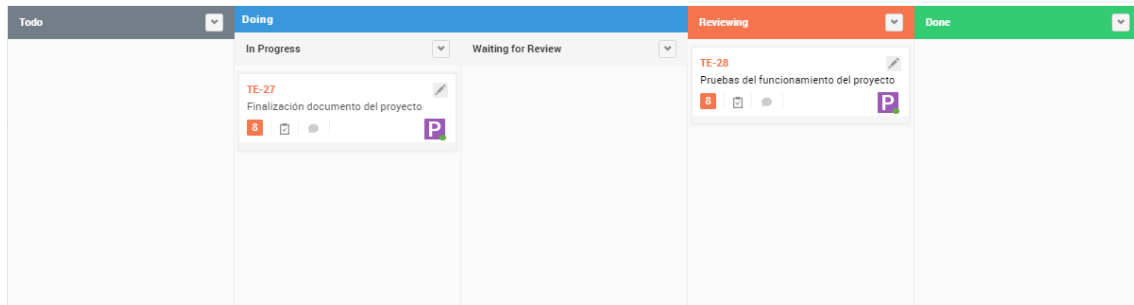 Todo
Doing
Reviewing
Done
In Progress
Waiting for Review
TE-27
Finalización documento del proyecto
8
P
TE-28
Pruebas del funcionamiento del proyecto
8
P